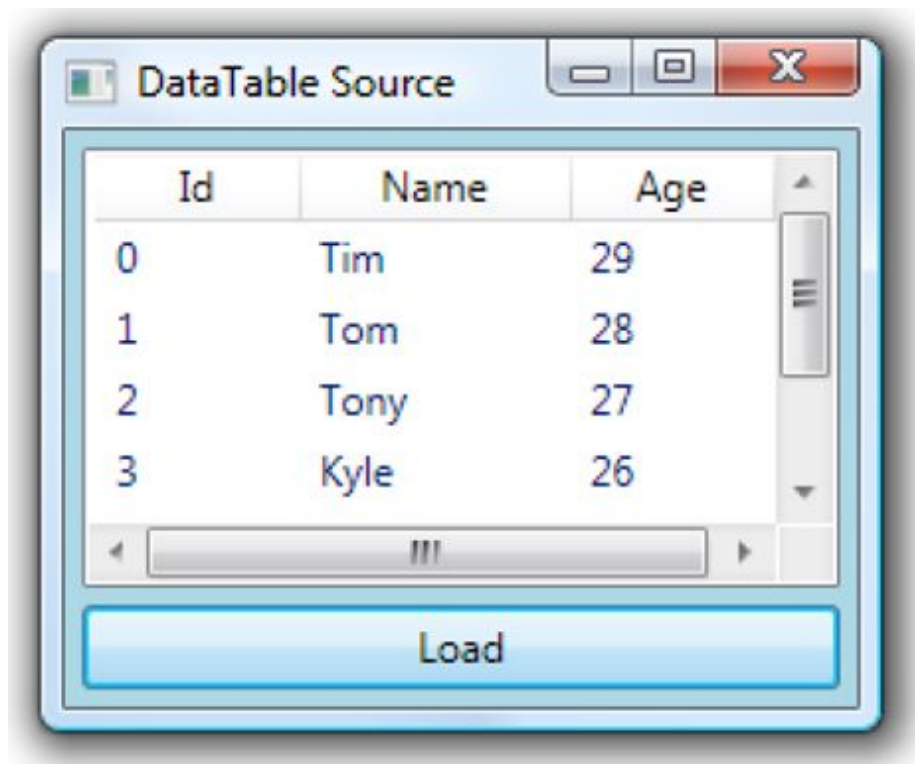 DataTable Source
Id Name Age
0 Tim 29
1 Tom 28
2 Tony 27
3 Kyle 26
Load